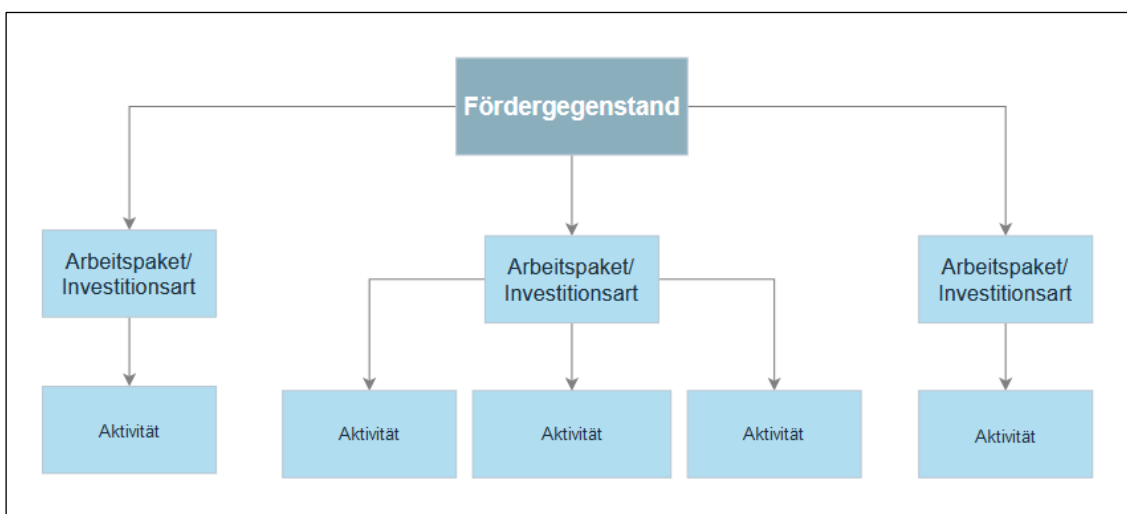 Fördergegenstand
Arbeitspaket/
Investitionsart
Arbeitspaket/
Investitionsart
Arbeitspaket/
Investitionsart
Aktivität
Aktivität
Aktivität
Aktivität
Aktivität